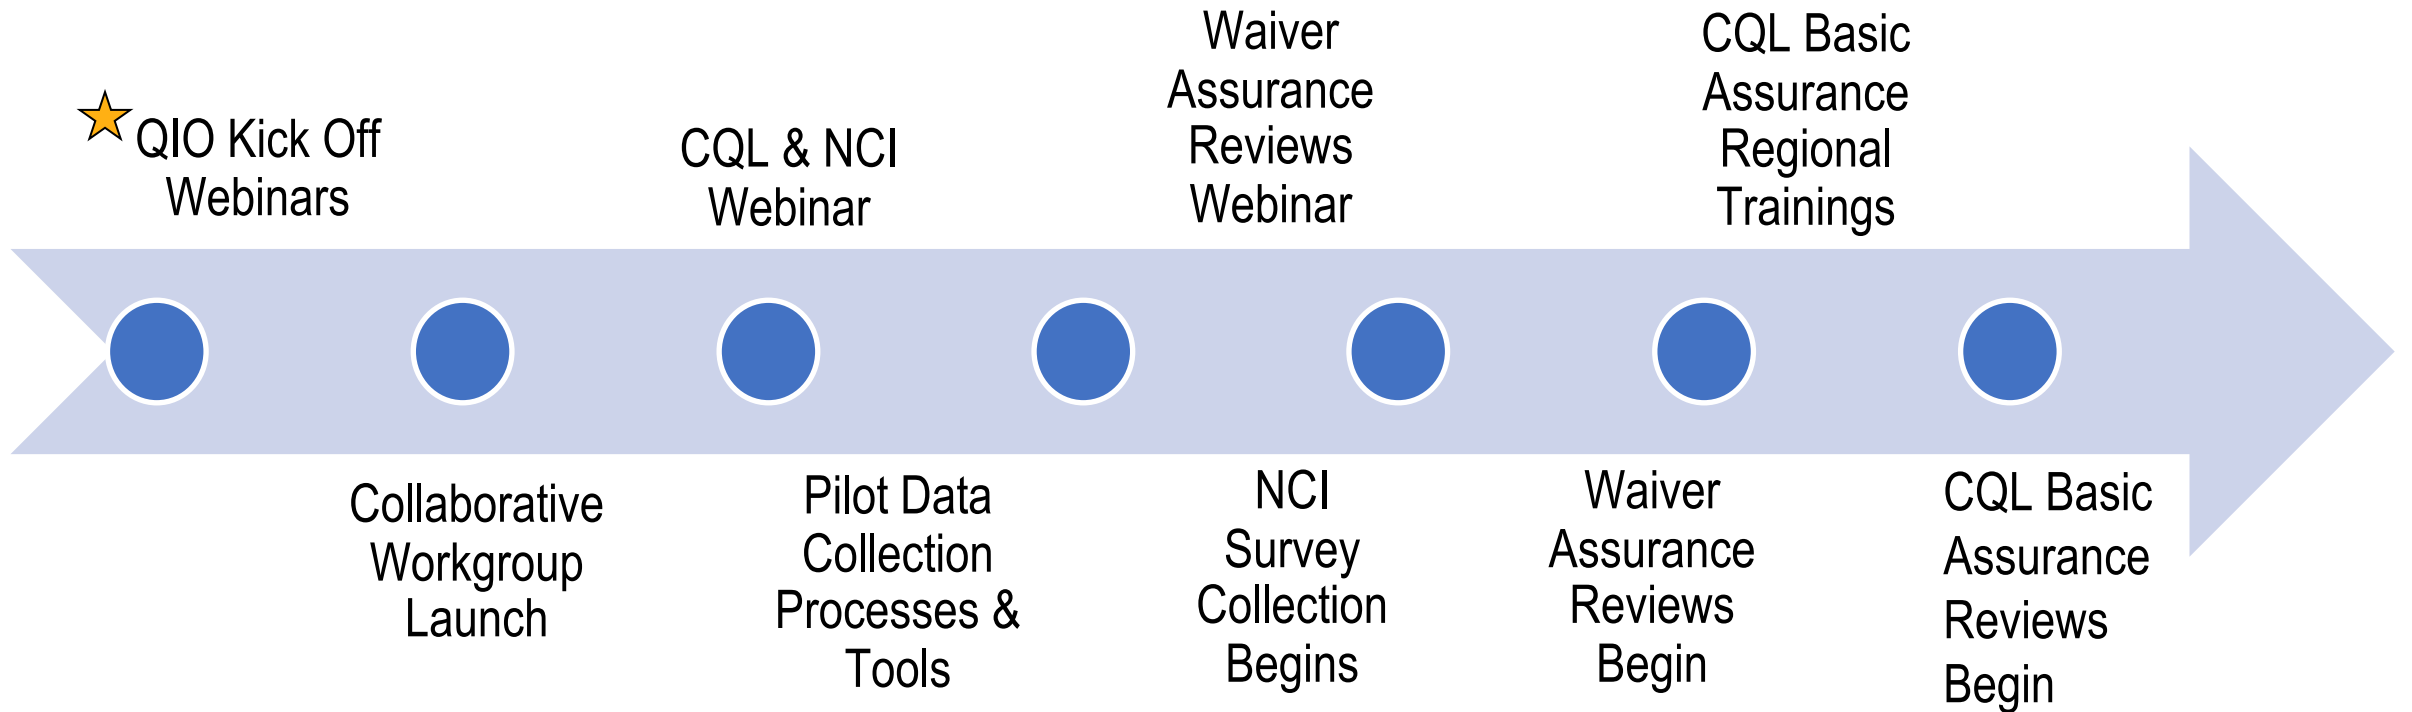 QIO Kick Off
Webinars
CQL & NCI
Webinar
Waiver
Assurance
Reviews
Webinar
CQL Basic
Assurance
Regional
Trainings
Collaborative
Workgroup
Launch
Pilot Data
Collection
Processes &
Tools
NCI
Survey
Collection
Begins
Waiver
Assurance
Reviews
Begin
CQL Basic
Assurance
Reviews
Begin